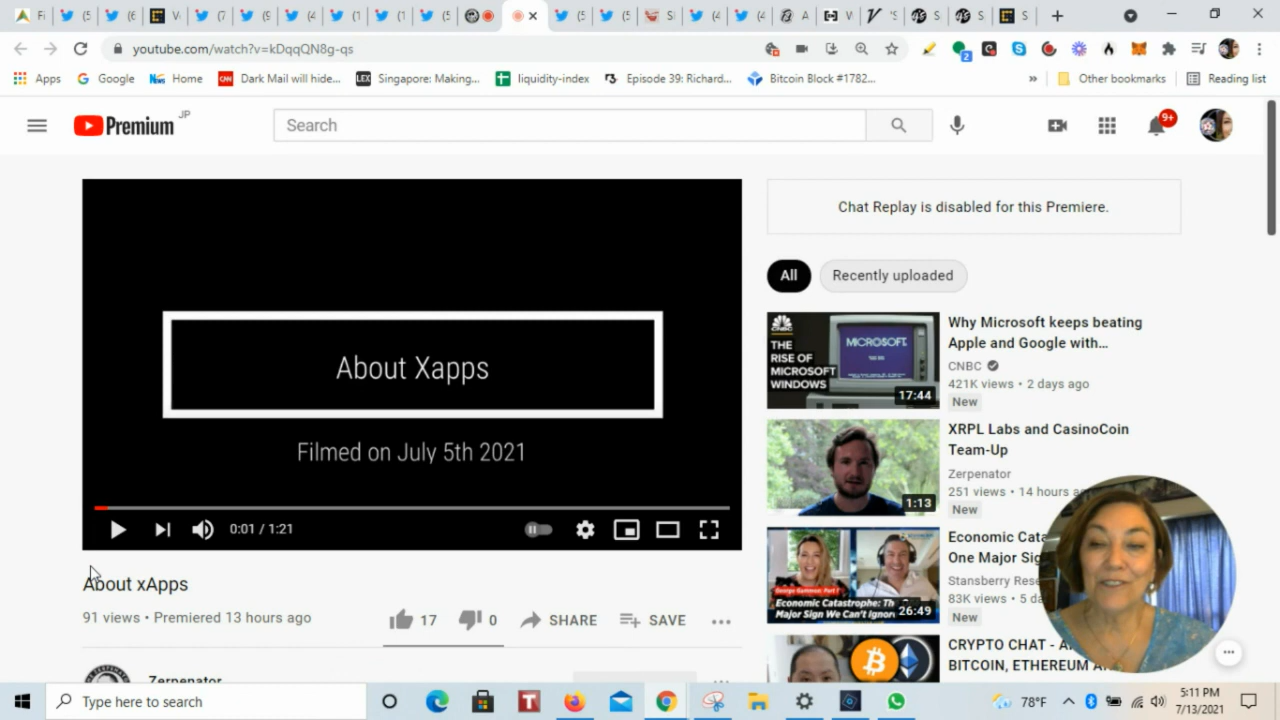 youtube.com/watch?v=kDqqQN8g-qs
2
Apps
Google
Home
Dark Mail will hide...
Singapore: Making...
liquidity-index
Episode 39: Richard...
Bitcoin Block #1782...
»
Other bookmarks
Reading list
Premium JP
Search
9+
About Xapps
Filmed on July 5th 2021
0:01 / 1:21
About xApps
91 views • Premiered 13 hours ago
17
0
SHARE
SAVE
Zerpenator
Chat Replay is disabled for this Premiere.
All
Recently uploaded
THE
RISE OF
MICROSOFT
WINDOWS
MICROSOFT
17:44
Why Microsoft keeps beating
Apple and Google with...
CNBC
421K views • 2 days ago
New
1:13
XRPL Labs and CasinoCoin
Team-Up
Zerpenator
251 views • 14 hours
New
George Gammon: Part
Economic Catastrophe: Th
Major Sign We Can't Ignor
26:49
Economic Cata
One Major Sig
Stansberry Rese
83K views • 5 d
New
CRYPTO CHAT - A
BITCOIN, ETHEREUM A
Type here to search
78°F
5:11 PM
7/13/2021